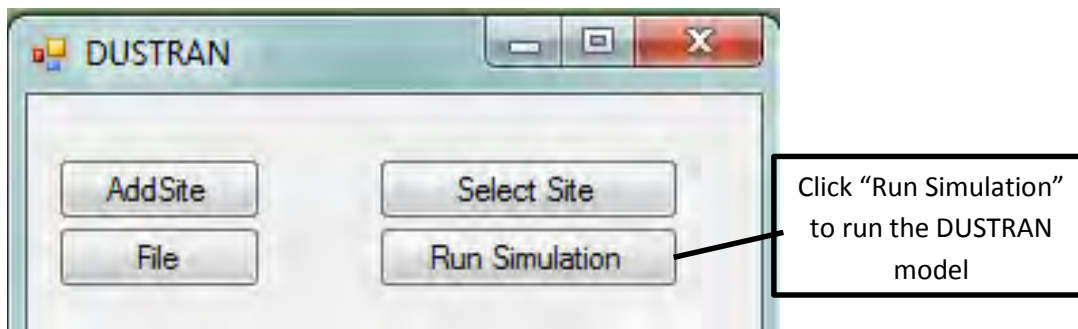 DUSTRAN
AddSite
Select Site
File
Run Simulation
Click “Run Simulation”
to run the DUSTRAN
model